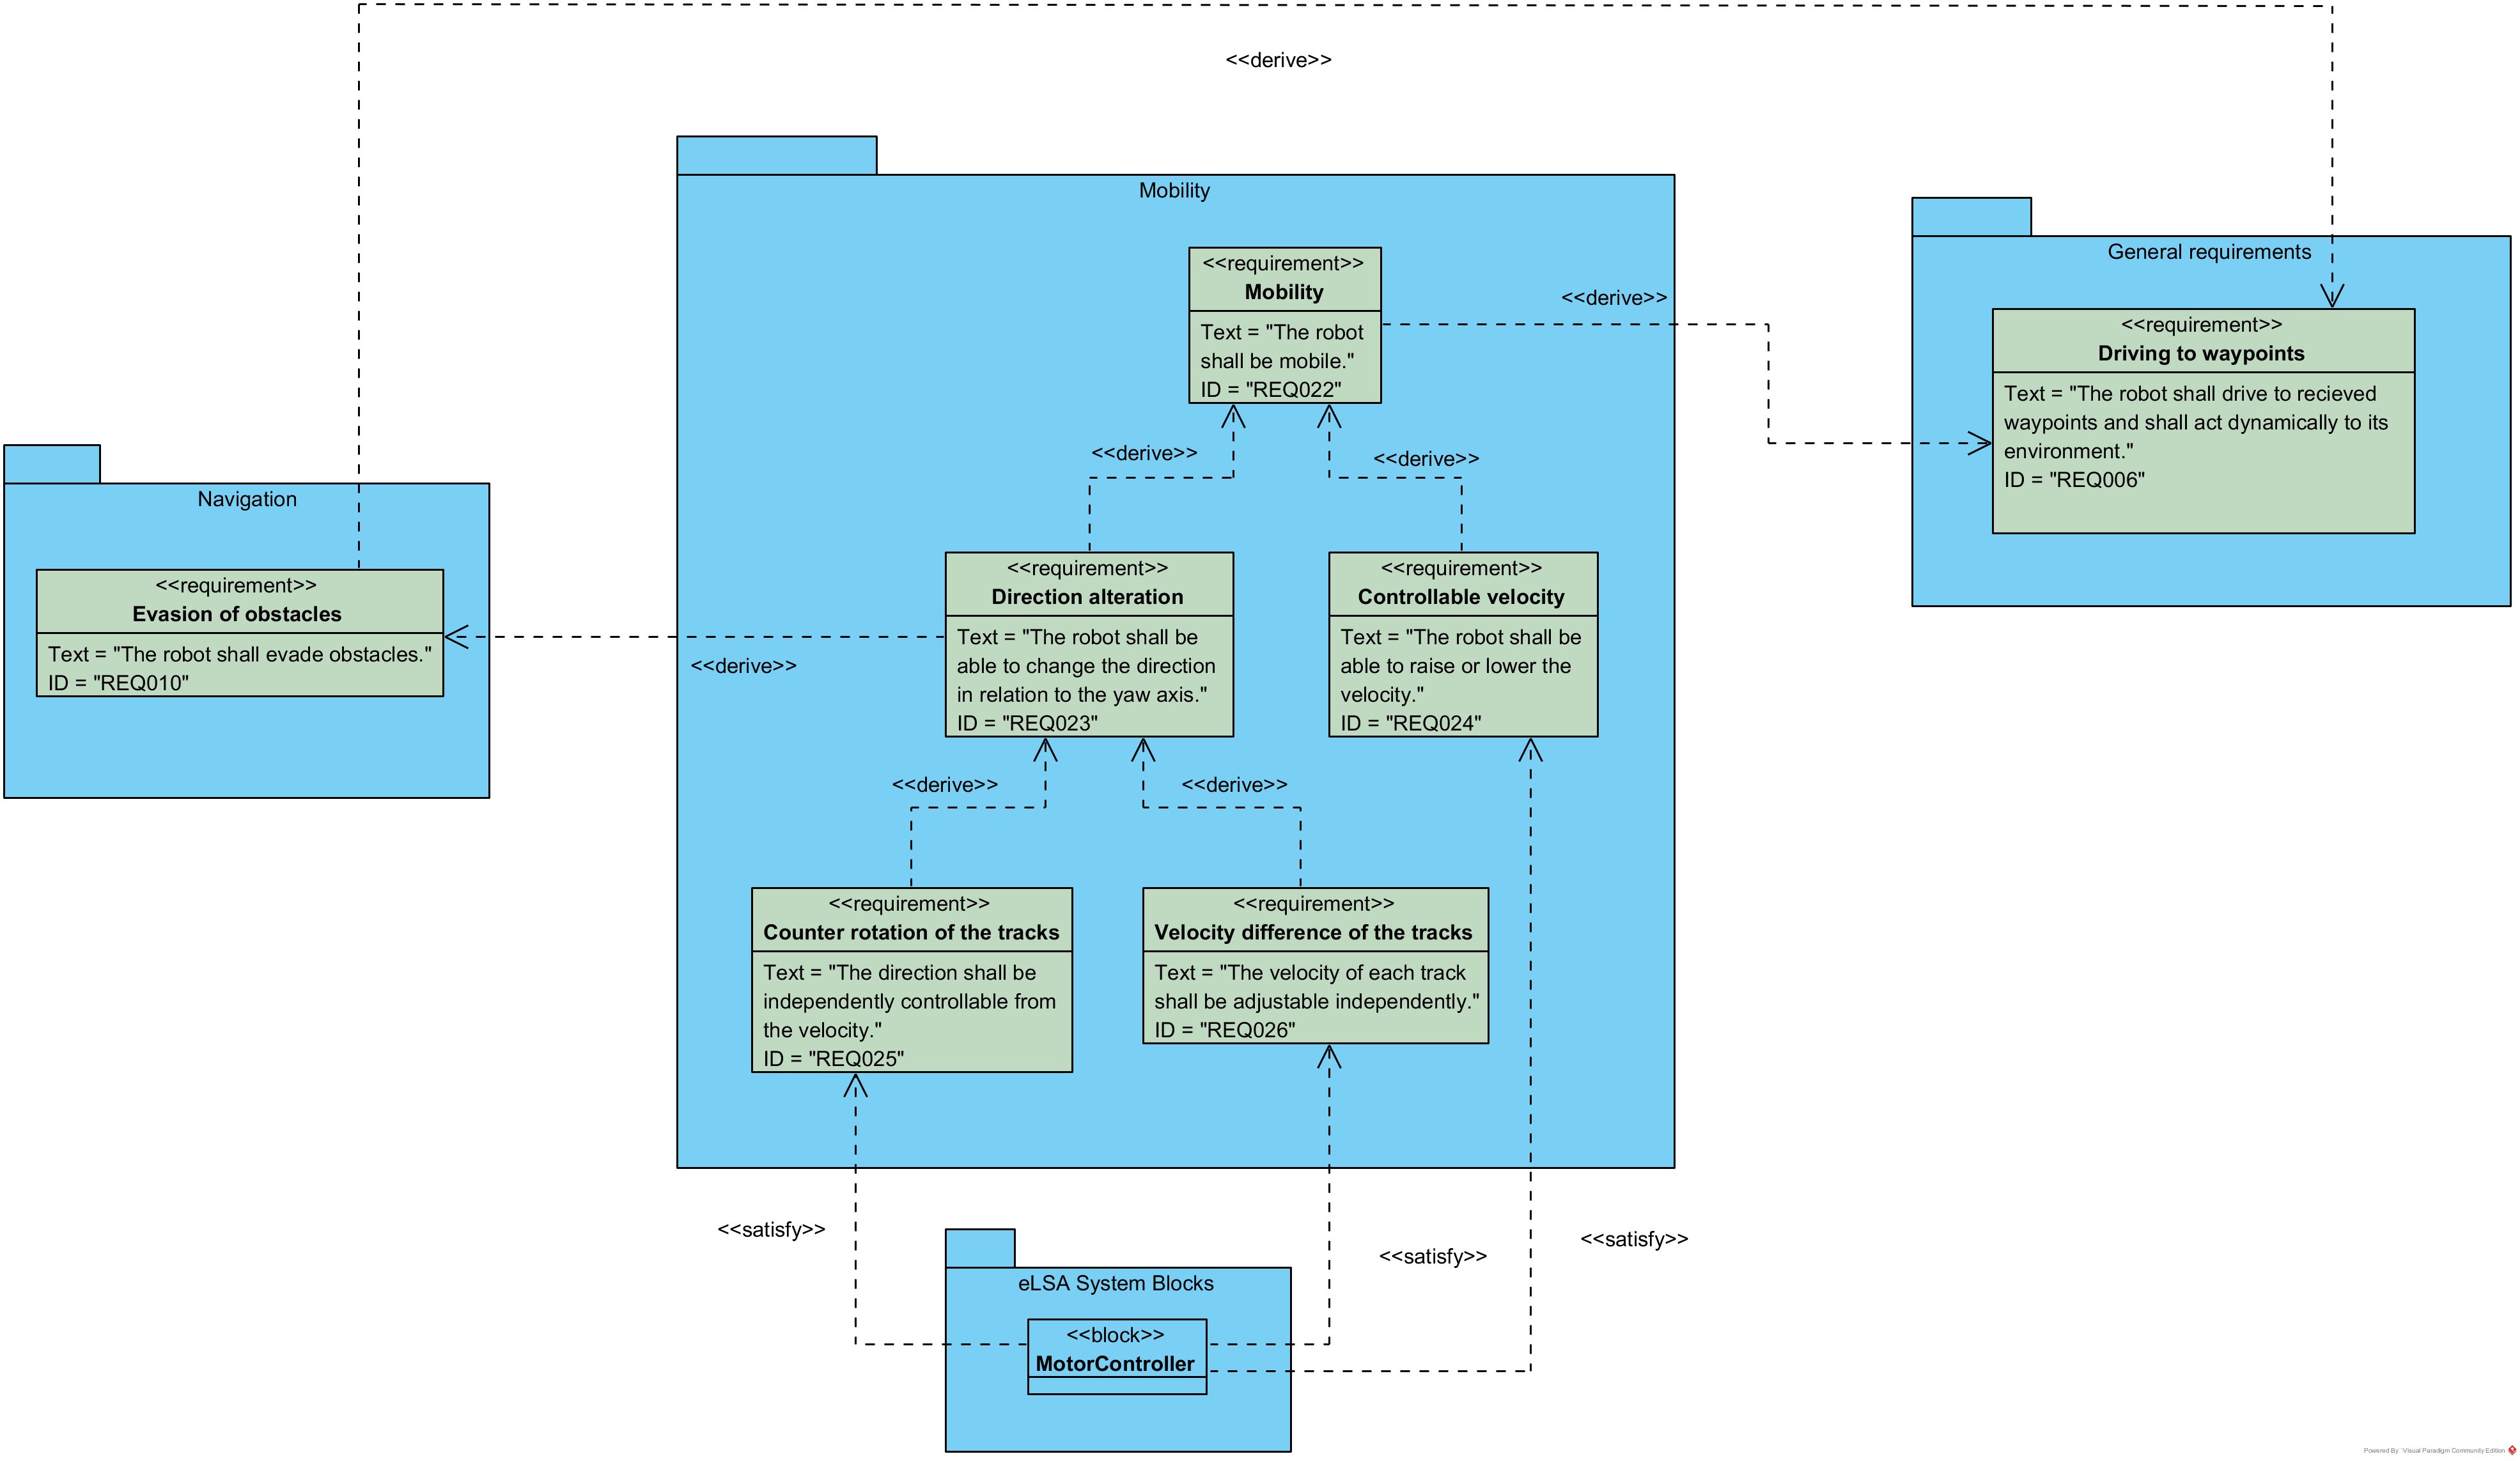 <<derive>>
Mobility
<<requirement>>
Mobility
Text = "The robot
shall be mobile."
ID = "REQ022"
<<derive>>
General requirements
<<requirement>>
Driving to waypoints
Text = "The robot shall drive to recieved
waypoints and shall act dynamically to its
environment."
ID = "REQ006"
<<derive>>
<<derive>>
Navigation
<<requirement>>
Evasion of obstacles
Text = "The robot shall evade obstacles."
ID = "REQ010"
<<derive>>
<<requirement>>
Direction alteration
Text = "The robot shall be
able to change the direction
in relation to the yaw axis."
ID = "REQ023"
<<requirement>>
Controllable velocity
Text = "The robot shall be
able to raise or lower the
velocity."
ID = "REQ024"
<<derive>>
<<derive>>
<<requirement>>
Counter rotation of the tracks
Text = "The direction shall be
independently controllable from
the velocity."
ID = "REQ025"
<<requirement>>
Velocity difference of the tracks
Text = "The velocity of each track
shall be adjustable independently."
ID = "REQ026"
<<satisfy>>
<<satisfy>>
<<satisfy>>
eLSA System Blocks
<<block>>
MotorController
Powered By Visual Paradigm Community Edition